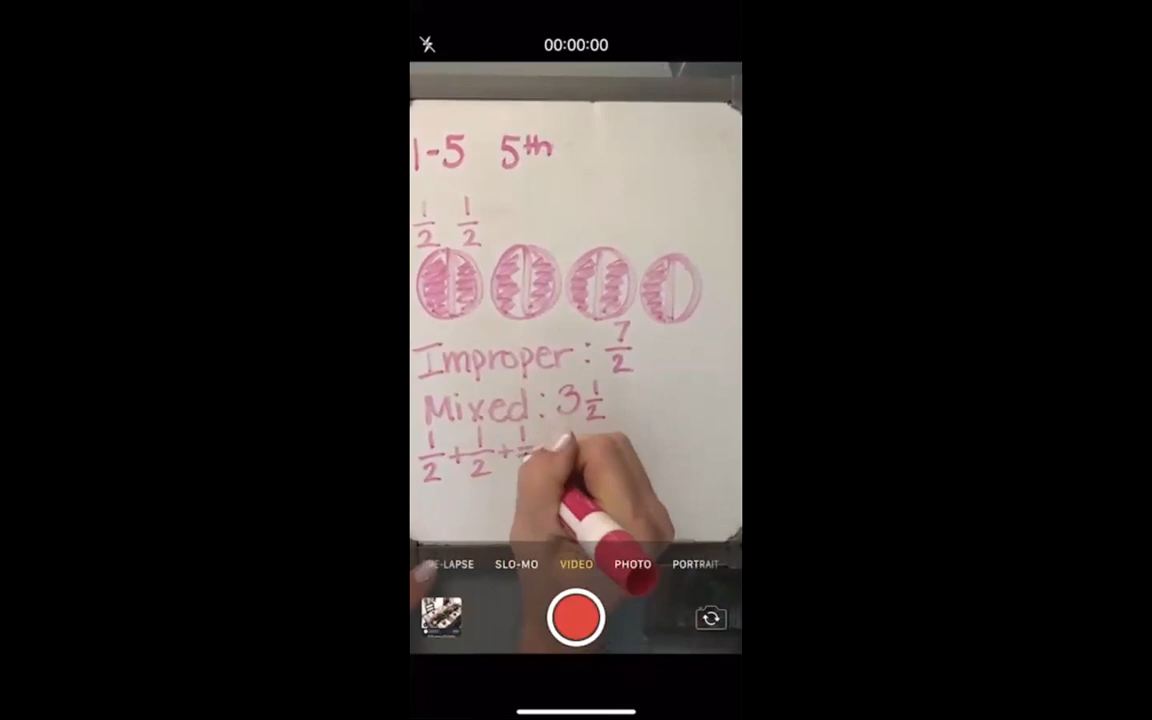 00:00:00
1-5 5th
1/2 1/2
Improper: 7/2
Mixed: 3 1/2
1/2 + 1/2 + 1
SLO-MO VIDEO PHOTO PORTRAIT